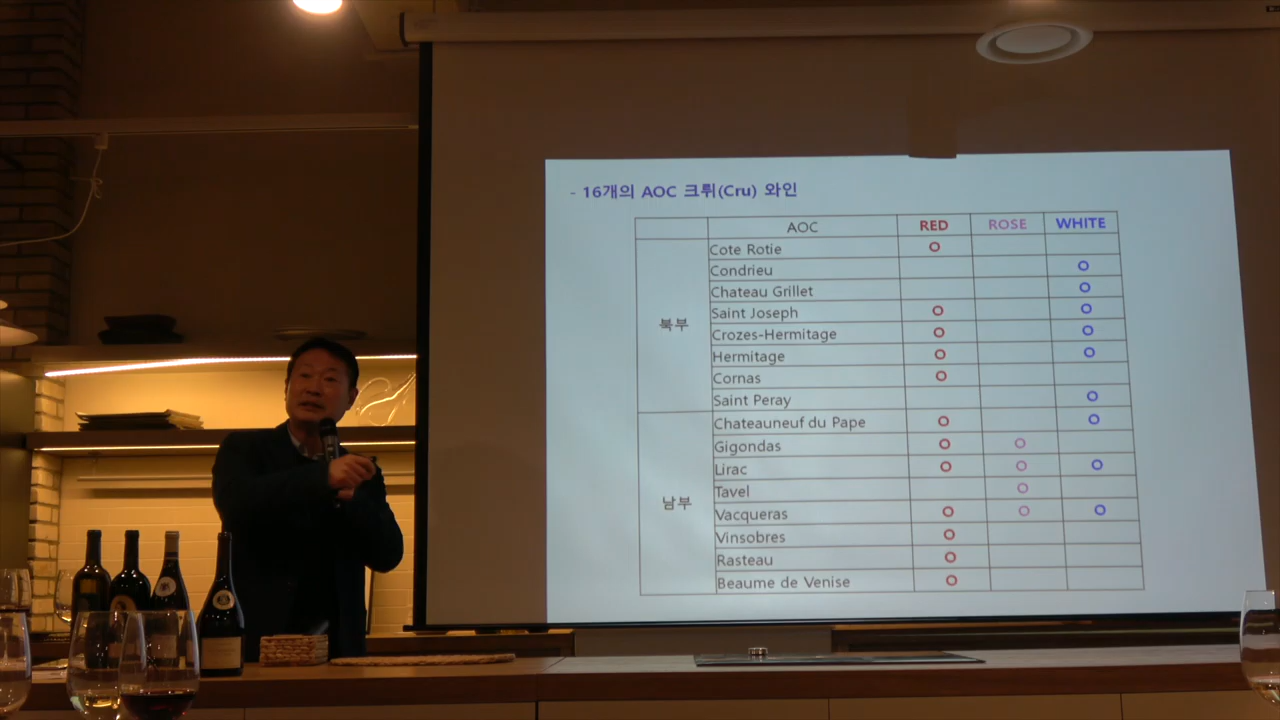 - 16개의 AOC 크뤼(Cru) 와인
AOC RED ROSE WHITE
북부
Cote Rotie O
Condrieu O
Chateau Grillet O
Saint Joseph O O
Crozes-Hermitage O O
Hermitage O O
Cornas O
Saint Peray O
남부
Chateauneuf du Pape O O
Gigondas O O
Lirac O O O
Tavel O
Vacqueras O O O
Vinsobres O
Rasteau O
Beaume de Venise O